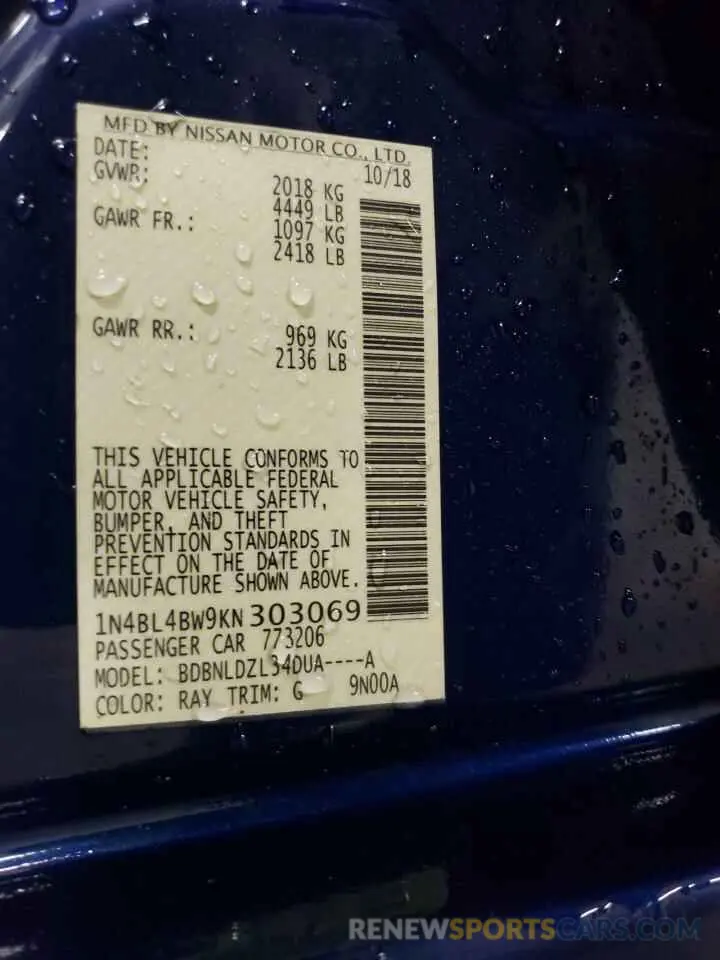 MFD BY NISSAN MOTOR CO., LTD.
DATE: 10/18
GVWR: 2018 KG
4449 LB
GAWR FR.: 1097 KG
2418 LB
GAWR RR.: 969 KG
2136 LB
THIS VEHICLE CONFORMS TO
ALL APPLICABLE FEDERAL
MOTOR VEHICLE SAFETY,
BUMPER, AND THEFT
PREVENTION STANDARDS IN
EFFECT ON THE DATE OF
MANUFACTURE SHOWN ABOVE.
1N4BL4BW9KN303069
PASSENGER CAR 773206
MODEL: BDBNLDZL34DUA----A
COLOR: RAY TRIM: G 9N00A
RENEWSPORTSCARS.COM